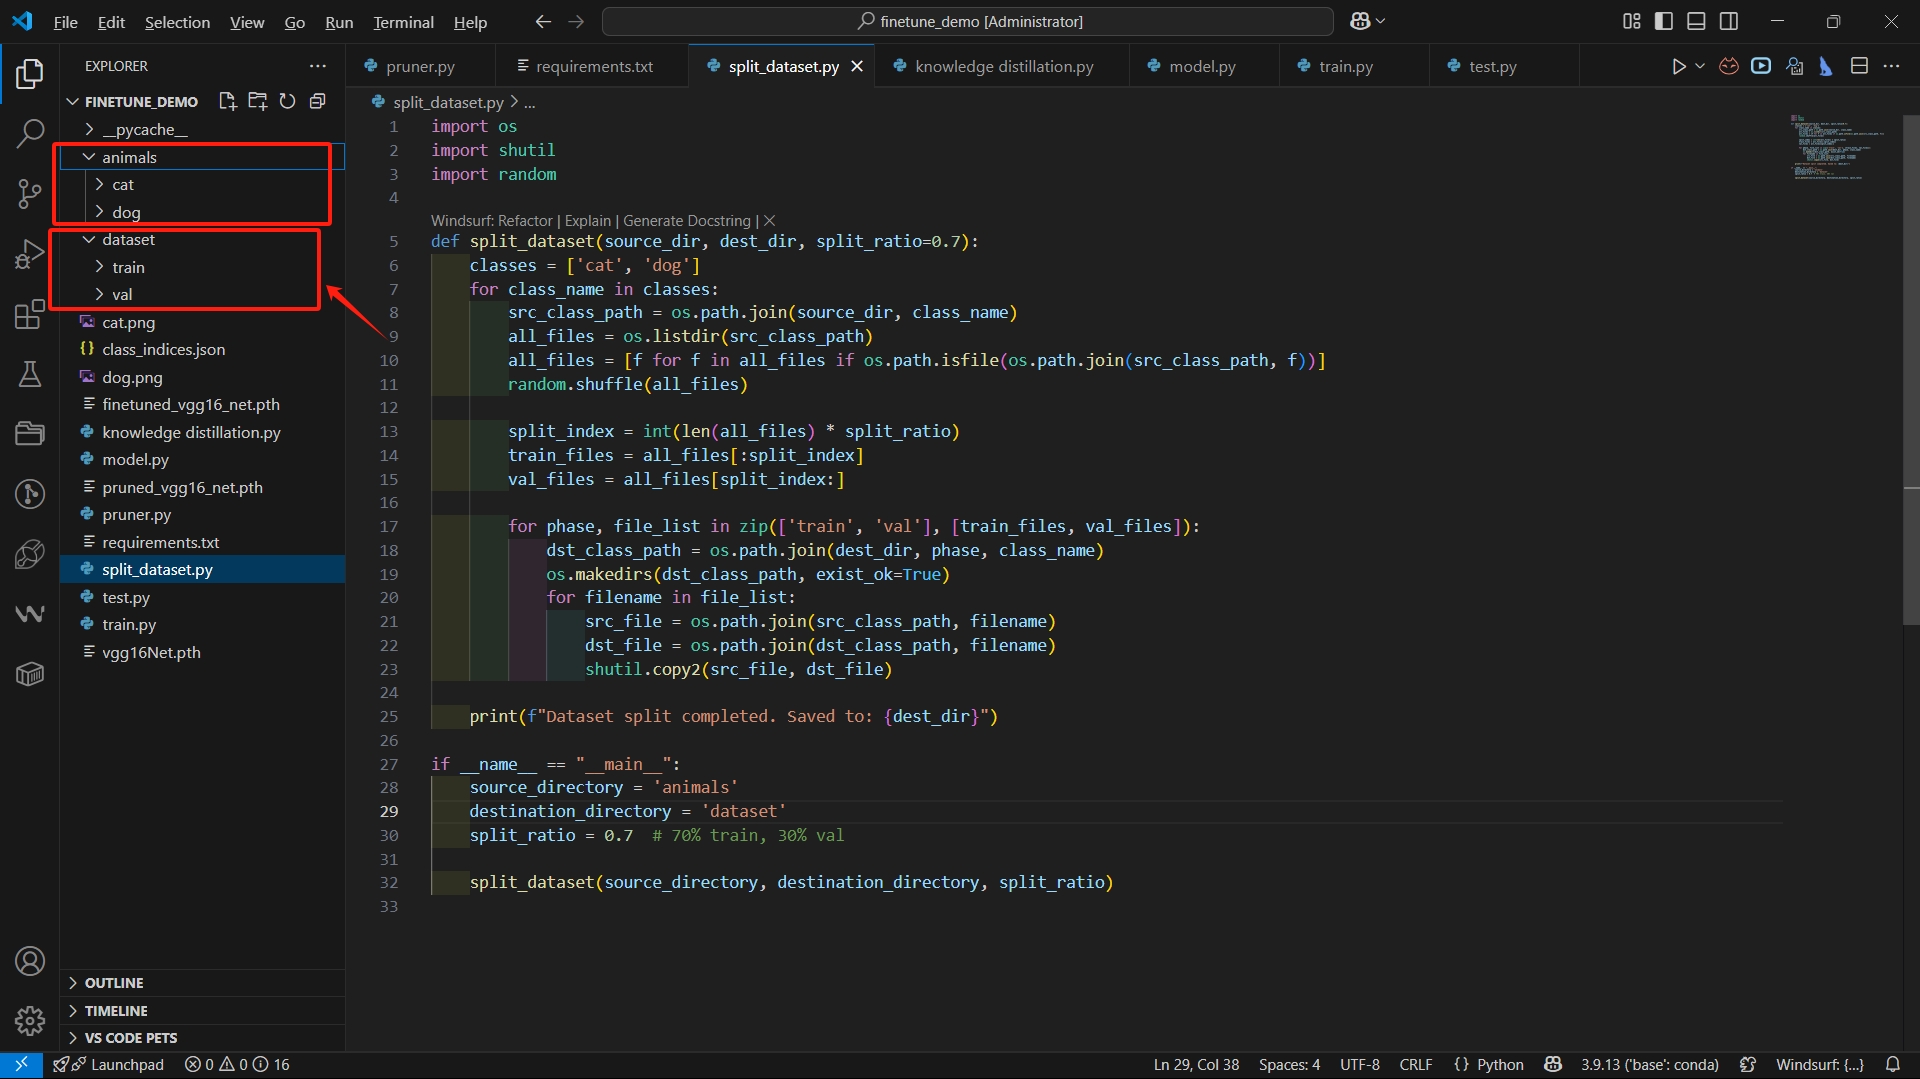 File Edit Selection View Go Run Terminal Help
finetune_demo [Administrator]
EXPLORER
pruner.py
requirements.txt
split_dataset.py
knowledge distillation.py
model.py
train.py
test.py
FINETUNE_DEMO
__pycache__
animals
cat
dog
dataset
train
val
cat.png
class_indices.json
dog.png
finetuned_vgg16_net.pth
knowledge distillation.py
model.py
pruned_vgg16_net.pth
pruner.py
requirements.txt
split_dataset.py
test.py
train.py
vgg16Net.pth
OUTLINE
TIMELINE
VS CODE PETS
split_dataset.py > ...
1 import os
2 import shutil
3 import random
4
Windsurf: Refactor | Explain | Generate Docstring | X
5 def split_dataset(source_dir, dest_dir, split_ratio=0.7):
6 classes = ['cat', 'dog']
7 for class_name in classes:
8 src_class_path = os.path.join(source_dir, class_name)
9 all_files = os.listdir(src_class_path)
10 all_files = [f for f in all_files if os.path.isfile(os.path.join(src_class_path, f))]
11 random.shuffle(all_files)
12
13 split_index = int(len(all_files) * split_ratio)
14 train_files = all_files[:split_index]
15 val_files = all_files[split_index:]
16
17 for phase, file_list in zip(['train', 'val'], [train_files, val_files]):
18 dst_class_path = os.path.join(dest_dir, phase, class_name)
19 os.makedirs(dst_class_path, exist_ok=True)
20 for filename in file_list:
21 src_file = os.path.join(src_class_path, filename)
22 dst_file = os.path.join(dst_class_path, filename)
23 shutil.copy2(src_file, dst_file)
24
25 print(f"Dataset split completed. Saved to: {dest_dir}")
26
27 if __name__ == "__main__":
28 source_directory = 'animals'
29 destination_directory = 'dataset'
30 split_ratio = 0.7 # 70% train, 30% val
31
32 split_dataset(source_directory, destination_directory, split_ratio)
33
Launchpad 0 0 16 Ln 29, Col 38 Spaces: 4 UTF-8 CRLF {} Python 3.9.13 ('base': conda) Windsurf: {...}